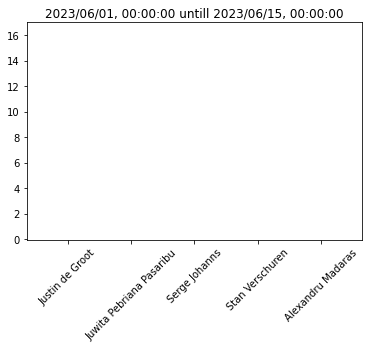 2023/06/01, 00:00:00 untill 2023/06/15, 00:00:00
16
14
12
10
8
6
4
2
0
Justin de Groot
Juwita Pebriana Pasaribu
Serge Johanns
Stan Verschuren
Alexandru Madaras